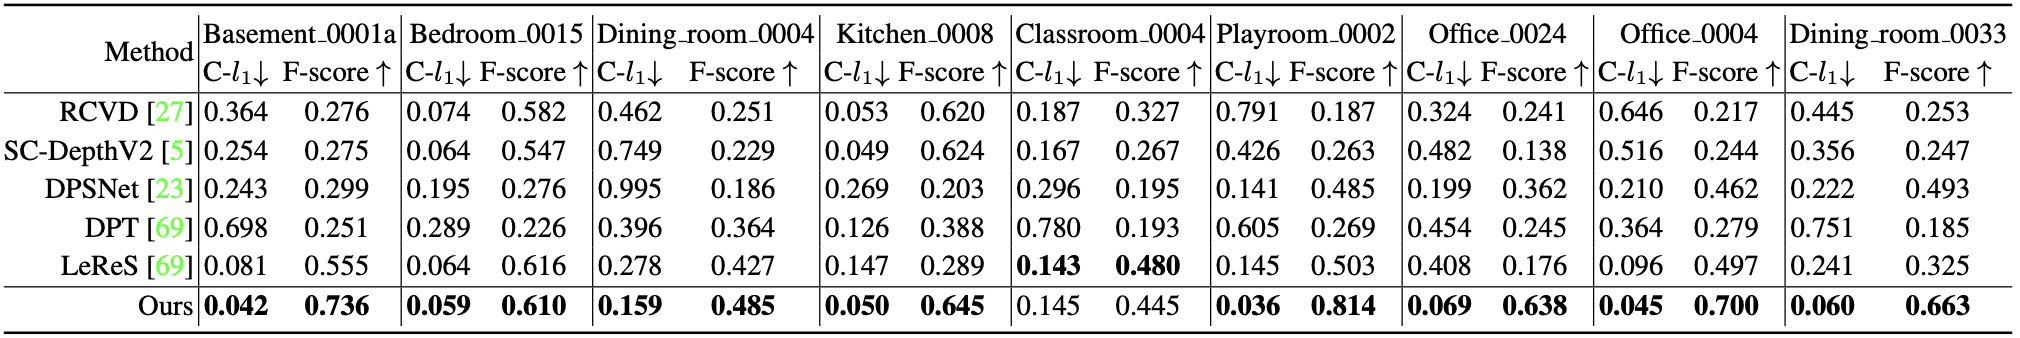 Method Basement_0001a Bedroom_0015 Dining_room_0004 Kitchen_0008 Classroom_0004 Playroom_0002 Office_0024 Office_0004 Dining_room_0033
C-l₁↓ F-score ↑ C-l₁↓ F-score ↑ C-l₁↓ F-score ↑ C-l₁↓ F-score ↑ C-l₁↓ F-score ↑ C-l₁↓ F-score ↑ C-l₁↓ F-score ↑ C-l₁↓ F-score ↑ C-l₁↓ F-score ↑
RCVD [27] 0.364 0.276 0.074 0.582 0.462 0.251 0.053 0.620 0.187 0.327 0.791 0.187 0.324 0.241 0.646 0.217 0.445 0.253
SC-DepthV2 [5] 0.254 0.275 0.064 0.547 0.749 0.229 0.049 0.624 0.167 0.267 0.426 0.263 0.482 0.138 0.516 0.244 0.356 0.247
DPSNet [23] 0.243 0.299 0.195 0.276 0.995 0.186 0.269 0.203 0.296 0.195 0.141 0.485 0.199 0.362 0.210 0.462 0.222 0.493
DPT [69] 0.698 0.251 0.289 0.226 0.396 0.364 0.126 0.388 0.780 0.193 0.605 0.269 0.454 0.245 0.364 0.279 0.751 0.185
LeReS [69] 0.081 0.555 0.064 0.616 0.278 0.427 0.147 0.289 0.143 0.480 0.145 0.503 0.408 0.176 0.096 0.497 0.241 0.325
Ours 0.042 0.736 0.059 0.610 0.159 0.485 0.050 0.645 0.145 0.445 0.036 0.814 0.069 0.638 0.045 0.700 0.060 0.663